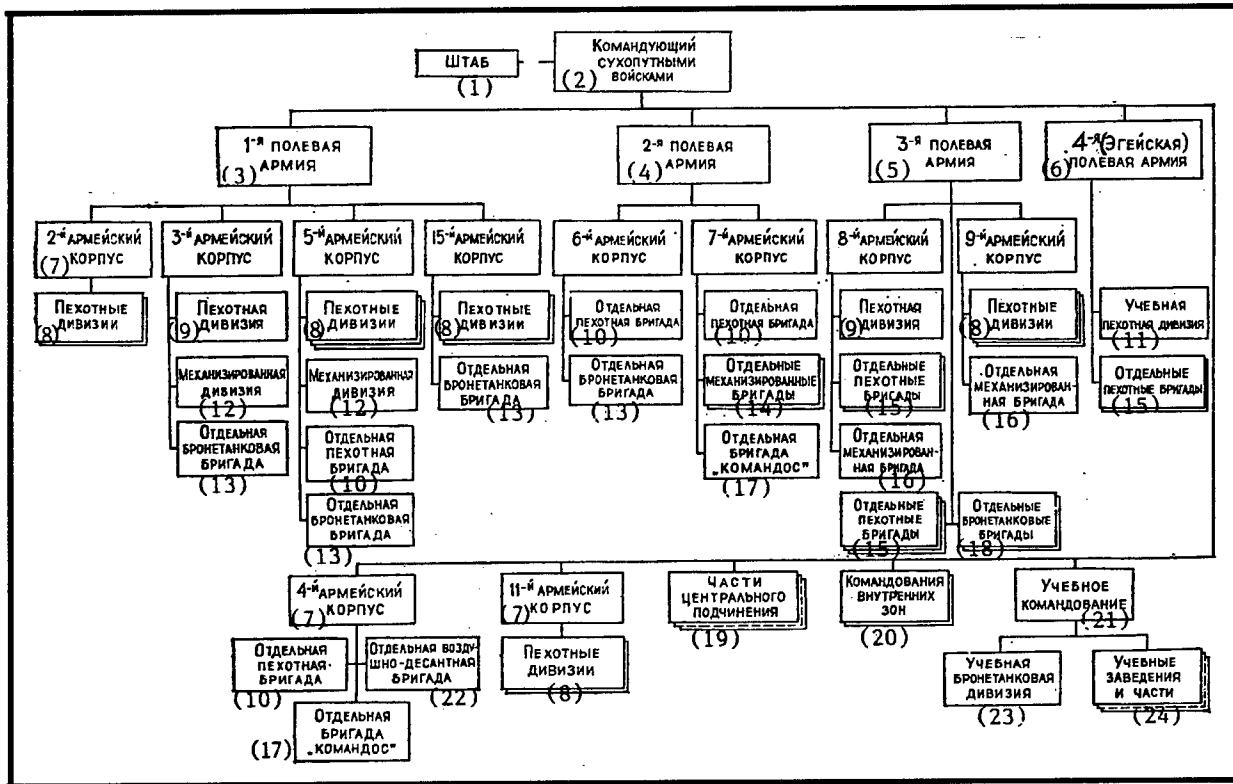 ШТАБ
(1)
КОМАНДУЮЩИЙ
СУХОПУТНЫМИ
(2) ВОЙСКАМИ
1-Я ПОЛЕВАЯ
АРМИЯ
(3)
2-Я ПОЛЕВАЯ
АРМИЯ
(4)
3-Я ПОЛЕВАЯ
АРМИЯ
(5)
4-Я (ЭГЕЙСКАЯ)
ПОЛЕВАЯ АРМИЯ
(6)
2-Й АРМЕЙСКИЙ
КОРПУС
(7)
3-Й АРМЕЙСКИЙ
КОРПУС
5-Й АРМЕЙСКИЙ
КОРПУС
15-Й АРМЕЙСКИЙ
КОРПУС
6-Й АРМЕЙСКИЙ
КОРПУС
7-Й АРМЕЙСКИЙ
КОРПУС
8-Й АРМЕЙСКИЙ
КОРПУС
9-Й АРМЕЙСКИЙ
КОРПУС
ПЕХОТНЫЕ
ДИВИЗИИ
(8)
ПЕХОТНАЯ
ДИВИЗИЯ
(9)
МЕХАНИЗИРОВАННАЯ
ДИВИЗИЯ
(12)
ОТДЕЛЬНАЯ
БРОНЕТАНКОВАЯ
БРИГАДА
(13)
ПЕХОТНЫЕ
ДИВИЗИИ
(8)
МЕХАНИЗИРОВАННАЯ
ДИВИЗИЯ
(12)
ОТДЕЛЬНАЯ
ПЕХОТНАЯ
БРИГАДА
(10)
ОТДЕЛЬНАЯ
БРОНЕТАНКОВАЯ
БРИГАДА
(13)
ПЕХОТНЫЕ
ДИВИЗИИ
(8)
ОТДЕЛЬНАЯ
БРОНЕТАНКОВАЯ
БРИГАДА
(13)
ОТДЕЛЬНАЯ
ПЕХОТНАЯ БРИГАДА
(10)
ОТДЕЛЬНАЯ
БРОНЕТАНКОВАЯ
БРИГАДА
(13)
ОТДЕЛЬНАЯ
ПЕХОТНАЯ БРИГАДА
(10)
ОТДЕЛЬНЫЕ
МЕХАНИЗИРОВАННЫЕ
БРИГАДЫ
(14)
ОТДЕЛЬНАЯ
БРИГАДА
„КОМАНДОС"
(17)
ПЕХОТНАЯ
ДИВИЗИЯ
(9)
ОТДЕЛЬНЫЕ
ПЕХОТНЫЕ
БРИГАДЫ
(15)
ОТДЕЛЬНАЯ
МЕХАНИЗИРОВАН-
НАЯ БРИГАДА
(16)
ОТДЕЛЬНЫЕ
ПЕХОТНЫЕ
БРИГАДЫ
(15)
ОТДЕЛЬНЫЕ
БРОНЕТАНКОВЫЕ
БРИГАДЫ
(18)
ПЕХОТНЫЕ
ДИВИЗИИ
(8)
ОТДЕЛЬНАЯ
МЕХАНИЗИРОВАН-
НАЯ БРИГАДА
(16)
УЧЕБНАЯ
ПЕХОТНАЯ ДИВИЗИЯ
(11)
ОТДЕЛЬНЫЕ
ПЕХОТНЫЕ БРИГАДЫ
(15)
4-Й АРМЕЙСКИЙ
КОРПУС
(7)
11-Й АРМЕЙСКИЙ
КОРПУС
(7)
ЧАСТИ
ЦЕНТРАЛЬНОГО
ПОДЧИНЕНИЯ
(19)
КОМАНДОВАНИЯ
ВНУТРЕННИХ
ЗОН
(20)
УЧЕБНОЕ
КОМАНДОВАНИЕ
(21)
ОТДЕЛЬНАЯ
ПЕХОТНАЯ
БРИГАДА
(10)
ОТДЕЛЬНАЯ ВОЗДУ-
ШНО-ДЕСАНТНАЯ
БРИГАДА
(22)
ОТДЕЛЬНАЯ
БРИГАДА
„КОМАНДОС"
(17)
ПЕХОТНЫЕ
ДИВИЗИИ
(8)
УЧЕБНАЯ
БРОНЕТАНКОВАЯ
ДИВИЗИЯ
(23)
УЧЕБНЫЕ
ЗАВЕДЕНИЯ
И ЧАСТИ
(24)